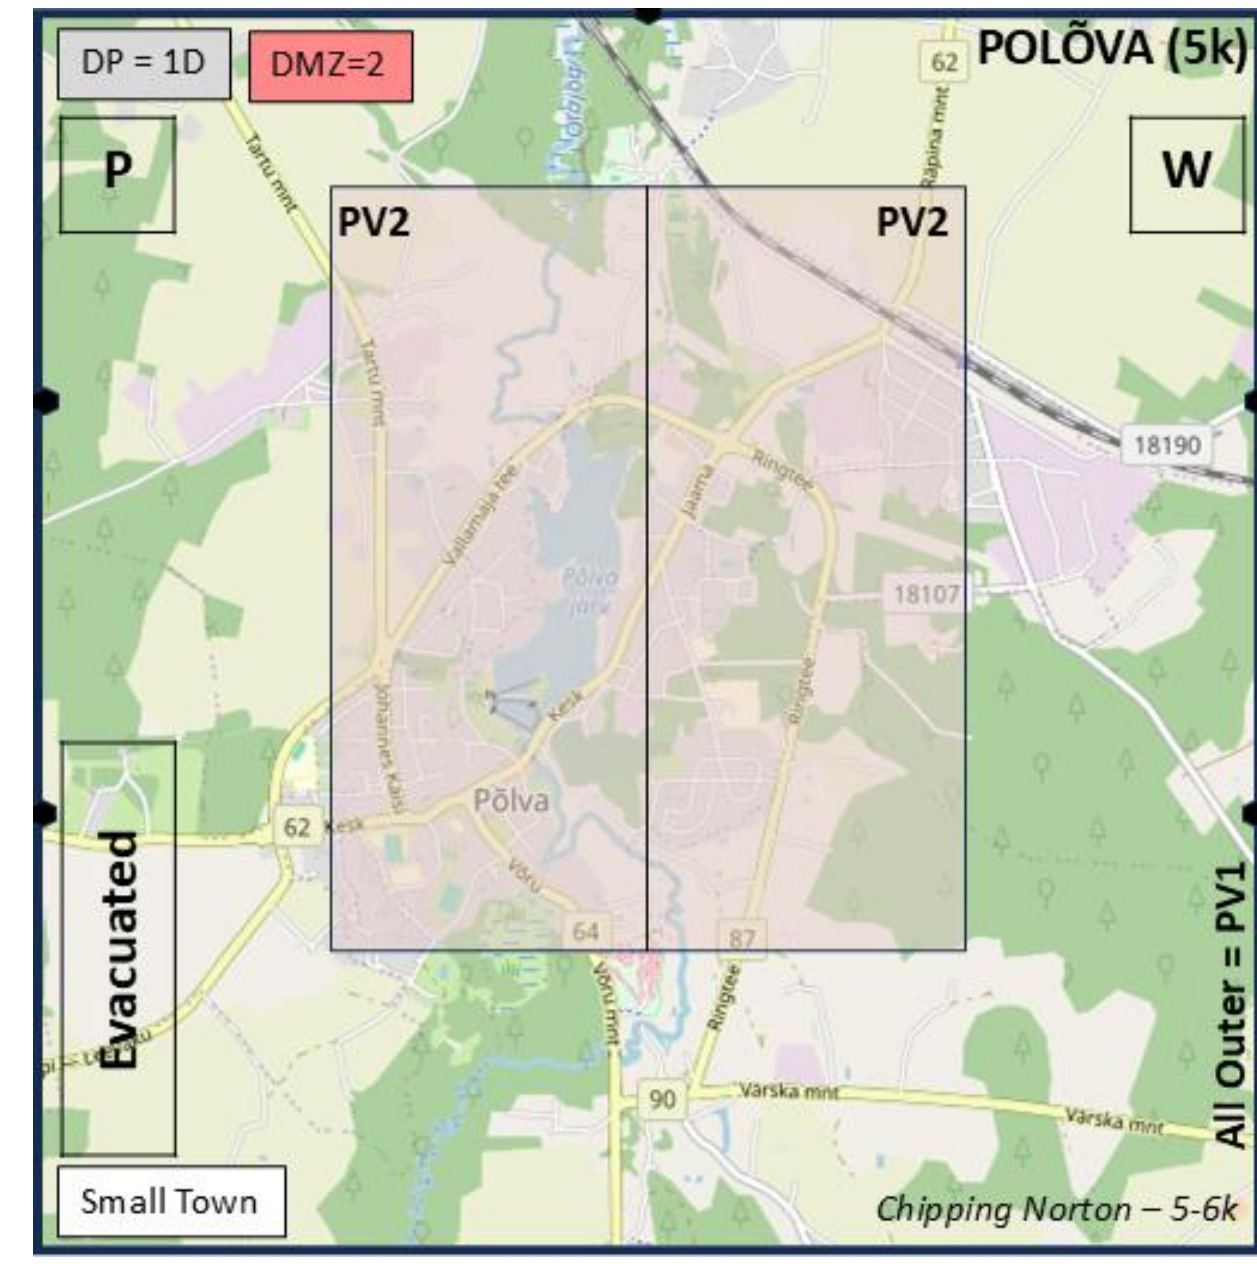 DP = 1D
DMZ=2
62
POLÕVA (5k)
P
W
Tartu mnt
Orajõgi
Räpina mnt
PV2
PV2
Tartu mnt
18190
Vallamäja tee
Ringtee
Jaama
Põlva
järv
18107
Johannes Käisi
Kesk
Ringtee
Põlva
62
Kesk
Evacuated
Võru
64
87
Võru mnt
Ringtee
90
Värska mnt
Värska mnt
All Outer = PV1
Small Town
Chipping Norton – 5-6k